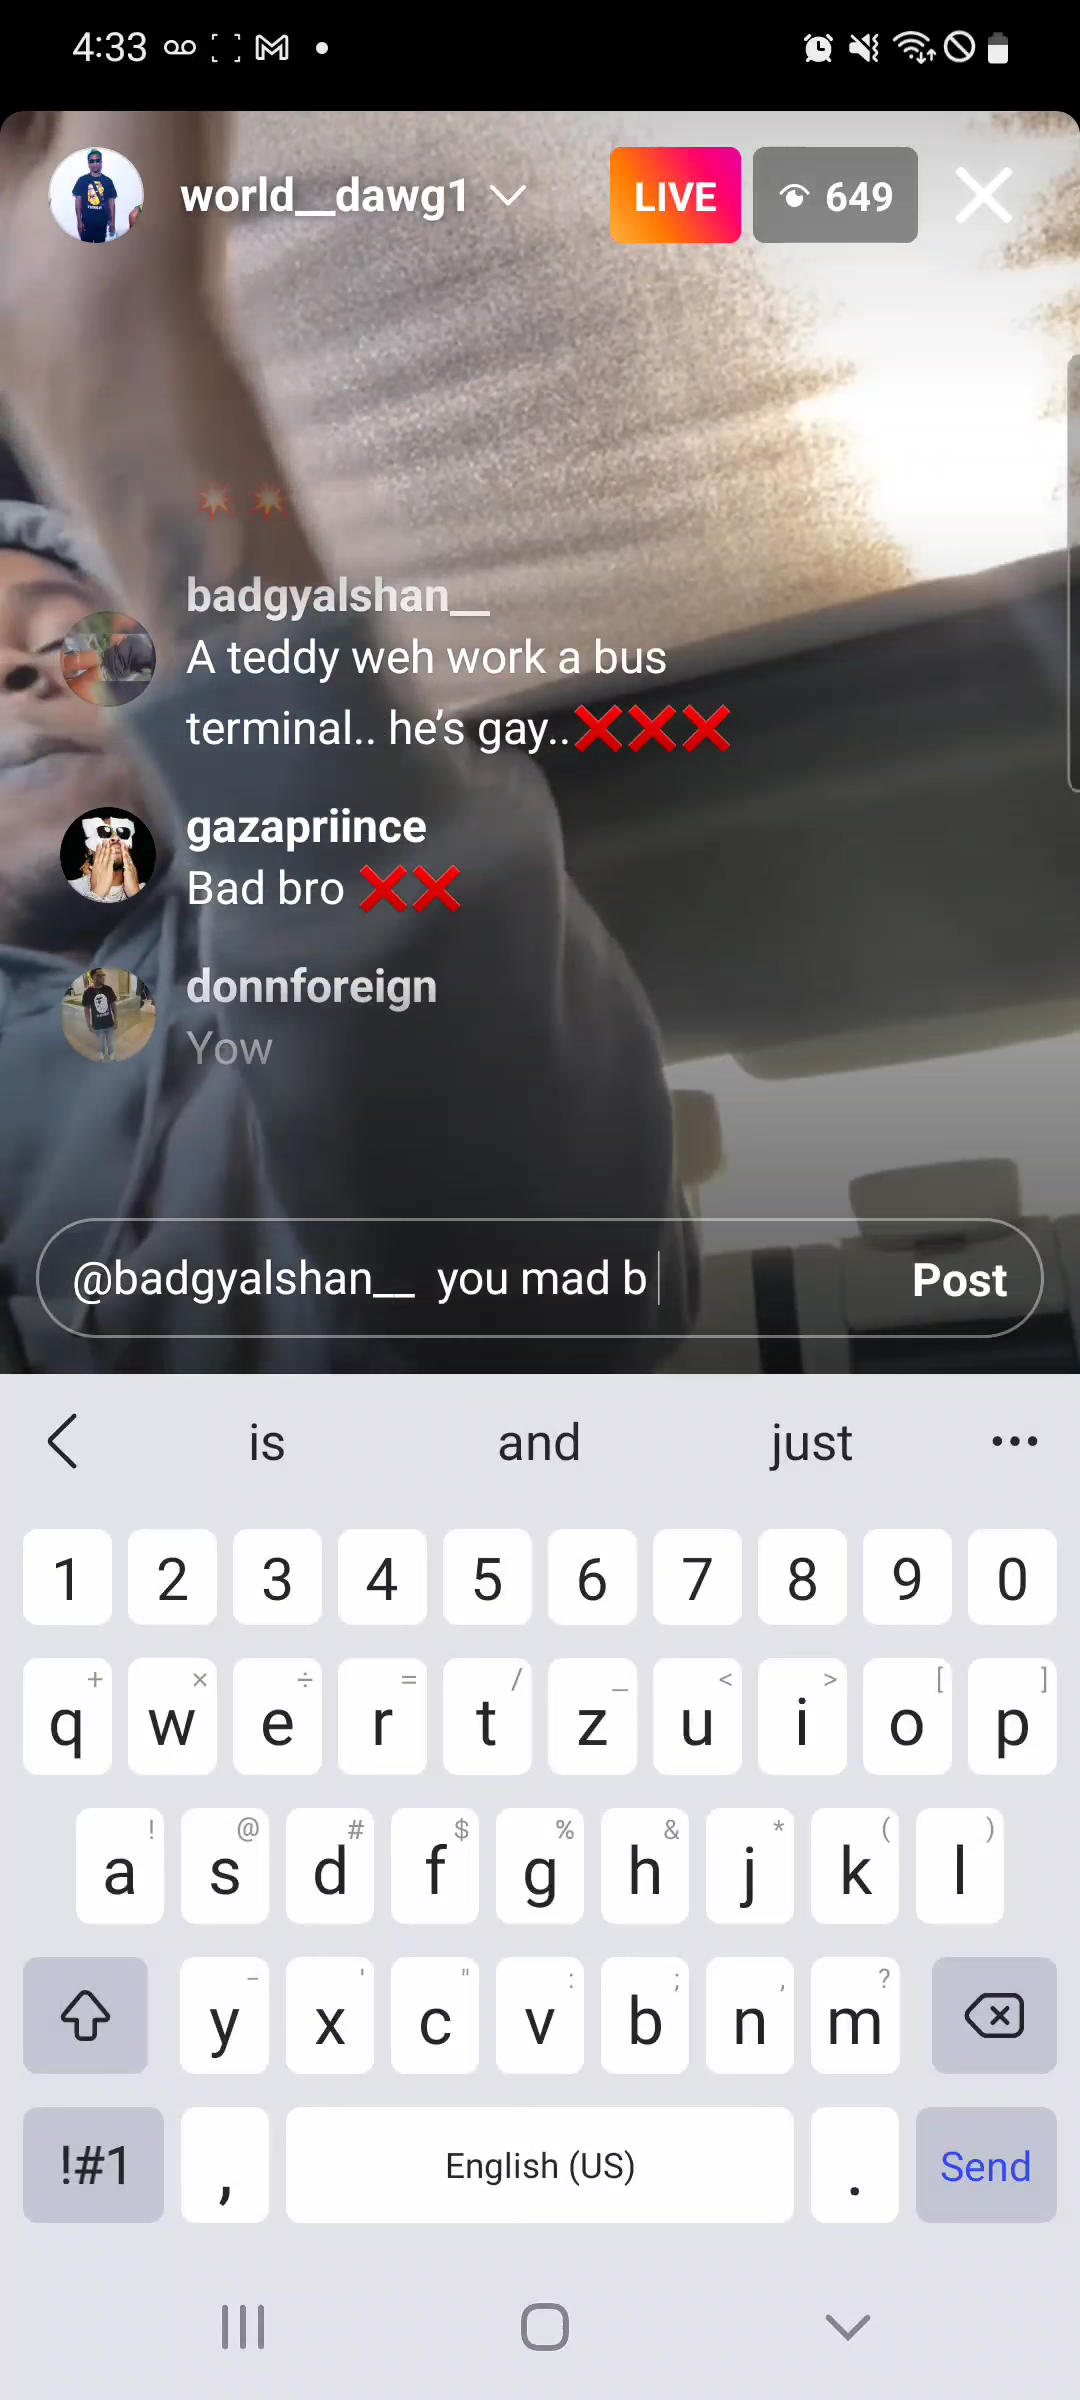 4:33
world__dawg1
LIVE
649
badgyalshan__
A teddy weh work a bus
terminal.. he's gay..❌❌❌
gazapriince
Bad bro ❌❌
donnforeign
Yow
@badgyalshan__  you mad b
Post
is and just •••
1 2 3 4 5 6 7 8 9 0
+ × ÷ = / _ < > [ ]
q w e r t z u i o p
! @ # $ % & * ( )
a s d f g h j k l
- ' " : ; , ?
y x c v b n m
!#1 , English (US) . Send